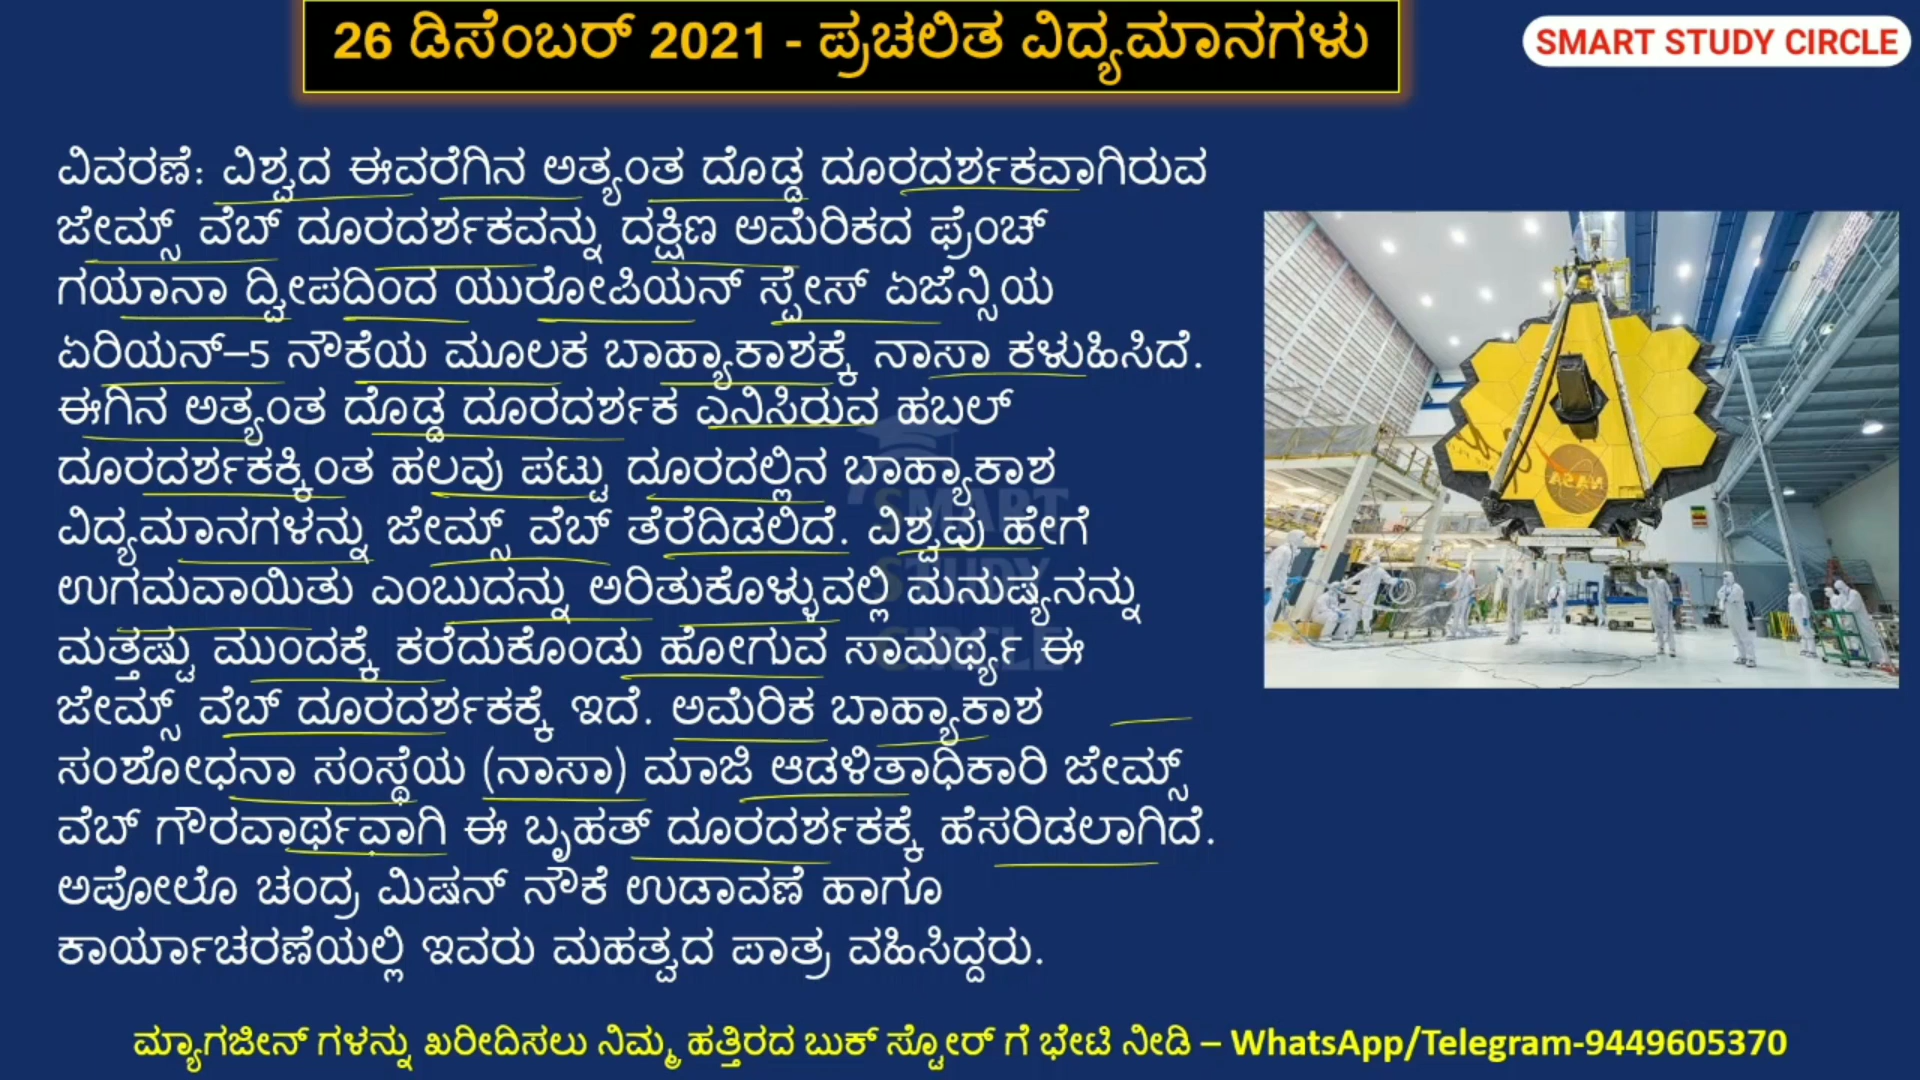 26 ಡಿಸೆಂಬರ್ 2021 - ಪ್ರಚಲಿತ ವಿದ್ಯಮಾನಗಳು
SMART STUDY CIRCLE
ವಿವರಣೆ: ವಿಶ್ವದ ಈವರೆಗಿನ ಅತ್ಯಂತ ದೊಡ್ಡ ದೂರದರ್ಶಕವಾಗಿರುವ
ಜೇಮ್ಸ್ ವೆಬ್ ದೂರದರ್ಶಕವನ್ನು ದಕ್ಷಿಣ ಅಮೆರಿಕದ ಫ್ರೆಂಚ್
ಗಯಾನಾ ದ್ವೀಪದಿಂದ ಯುರೋಪಿಯನ್ ಸ್ಪೇಸ್ ಏಜೆನ್ಸಿಯ
ಏರಿಯನ್–5 ನೌಕೆಯ ಮೂಲಕ ಬಾಹ್ಯಾಕಾಶಕ್ಕೆ ನಾಸಾ ಕಳುಹಿಸಿದೆ.
ಈಗಿನ ಅತ್ಯಂತ ದೊಡ್ಡ ದೂರದರ್ಶಕ ಎನಿಸಿರುವ ಹಬಲ್
ದೂರದರ್ಶಕಕ್ಕಿಂತ ಹಲವು ಪಟ್ಟು ದೂರದಲ್ಲಿನ ಬಾಹ್ಯಾಕಾಶ
ವಿದ್ಯಮಾನಗಳನ್ನು ಜೇಮ್ಸ್ ವೆಬ್ ತೆರೆದಿಡಲಿದೆ. ವಿಶ್ವವು ಹೇಗೆ
ಉಗಮವಾಯಿತು ಎಂಬುದನ್ನು ಅರಿತುಕೊಳ್ಳುವಲ್ಲಿ ಮನುಷ್ಯನನ್ನು
ಮತ್ತಷ್ಟು ಮುಂದಕ್ಕೆ ಕರೆದುಕೊಂಡು ಹೋಗುವ ಸಾಮರ್ಥ್ಯ ಈ
ಜೇಮ್ಸ್ ವೆಬ್ ದೂರದರ್ಶಕಕ್ಕೆ ಇದೆ. ಅಮೆರಿಕ ಬಾಹ್ಯಾಕಾಶ
ಸಂಶೋಧನಾ ಸಂಸ್ಥೆಯ (ನಾಸಾ) ಮಾಜಿ ಆಡಳಿತಾಧಿಕಾರಿ ಜೇಮ್ಸ್
ವೆಬ್ ಗೌರವಾರ್ಥವಾಗಿ ಈ ಬೃಹತ್ ದೂರದರ್ಶಕಕ್ಕೆ ಹೆಸರಿಡಲಾಗಿದೆ.
ಅಪೋಲೊ ಚಂದ್ರ ಮಿಷನ್ ನೌಕೆ ಉಡಾವಣೆ ಹಾಗೂ
ಕಾರ್ಯಾಚರಣೆಯಲ್ಲಿ ಇವರು ಮಹತ್ವದ ಪಾತ್ರ ವಹಿಸಿದ್ದರು.
SMART
STUDY
CIRCLE
NASA
ಮ್ಯಾಗಜೀನ್ ಗಳನ್ನು ಖರೀದಿಸಲು ನಿಮ್ಮ ಹತ್ತಿರದ ಬುಕ್ ಸ್ಟೋರ್ ಗೆ ಭೇಟಿ ನೀಡಿ – WhatsApp/Telegram-9449605370